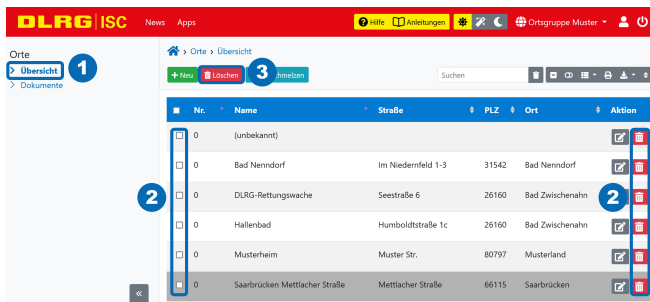 DLRG ISC News Apps Hilfe Anleitungen Ortsgruppe Muster
Orte
Übersicht
Dokumente
1
Orte › Übersicht
+ Neu Löschen 3 hmelzen Suchen
Nr. Name Straße PLZ Ort Aktion
0 (unbekannt)
0 Bad Nenndorf Im Niedernfeld 1-3 31542 Bad Nenndorf
2 0 DLRG-Rettungswache Seestraße 6 26160 Bad Zwischenahn 2
0 Hallenbad Humboldtstraße 1c 26160 Bad Zwischenahn
0 Musterheim Muster Str. 80797 Musterland
0 Saarbrücken Mettlacher Straße Mettlacher Straße 66115 Saarbrücken
«